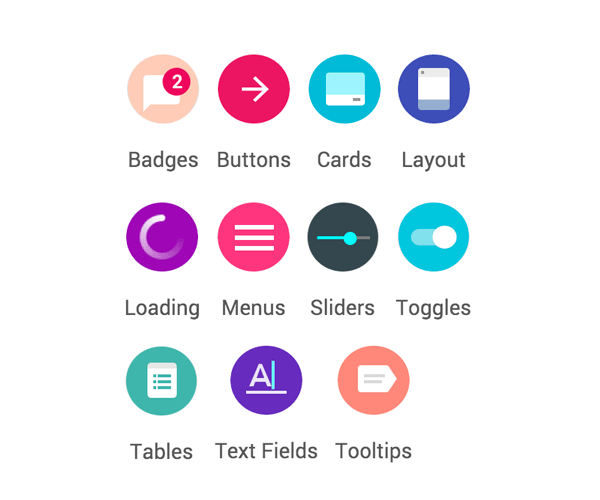 2
Badges Buttons Cards Layout
Loading Menus Sliders Toggles
A
Tables Text Fields Tooltips